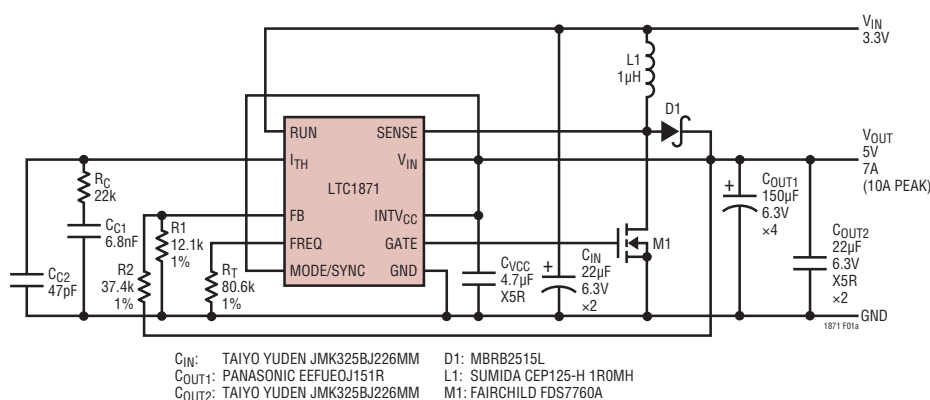 VIN
3.3V
L1
1µH
D1
RUN
SENSE
ITH
VIN
LTC1871
FB
INTVCC
FREQ
GATE
MODE/SYNC
GND
VOUT
5V
7A
(10A PEAK)
RC
22k
CC1
6.8nF
R1
12.1k
1%
CC2
47pF
R2
37.4k
1%
RT
80.6k
1%
CVCC
4.7µF
X5R
CIN
22µF
6.3V
×2
M1
COUT1
150µF
6.3V
×4
COUT2
22µF
6.3V
X5R
×2
GND
1871 F01a
+
+
CIN: TAIYO YUDEN JMK325BJ226MM
COUT1: PANASONIC EEFUEOJ151R
COUT2: TAIYO YUDEN JMK325BJ226MM
D1: MBRB2515L
L1: SUMIDA CEP125-H 1R0MH
M1: FAIRCHILD FDS7760A